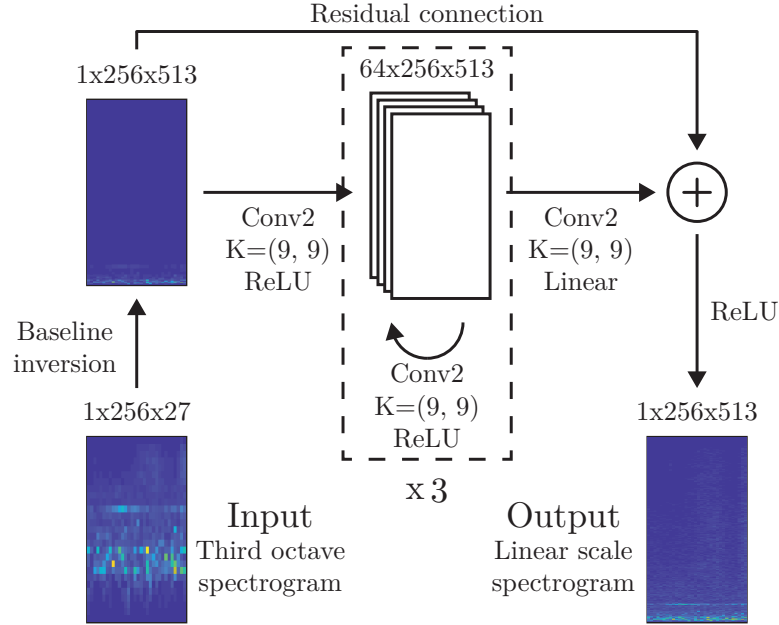 Residual connection
1x256x513
64x256x513
Conv2
K=(9, 9)
ReLU
Conv2
K=(9, 9)
Linear
ReLU
Baseline
inversion
Conv2
K=(9, 9)
ReLU
1x256x27
1x256x513
x 3
Input
Third octave
spectrogram
Output
Linear scale
spectrogram